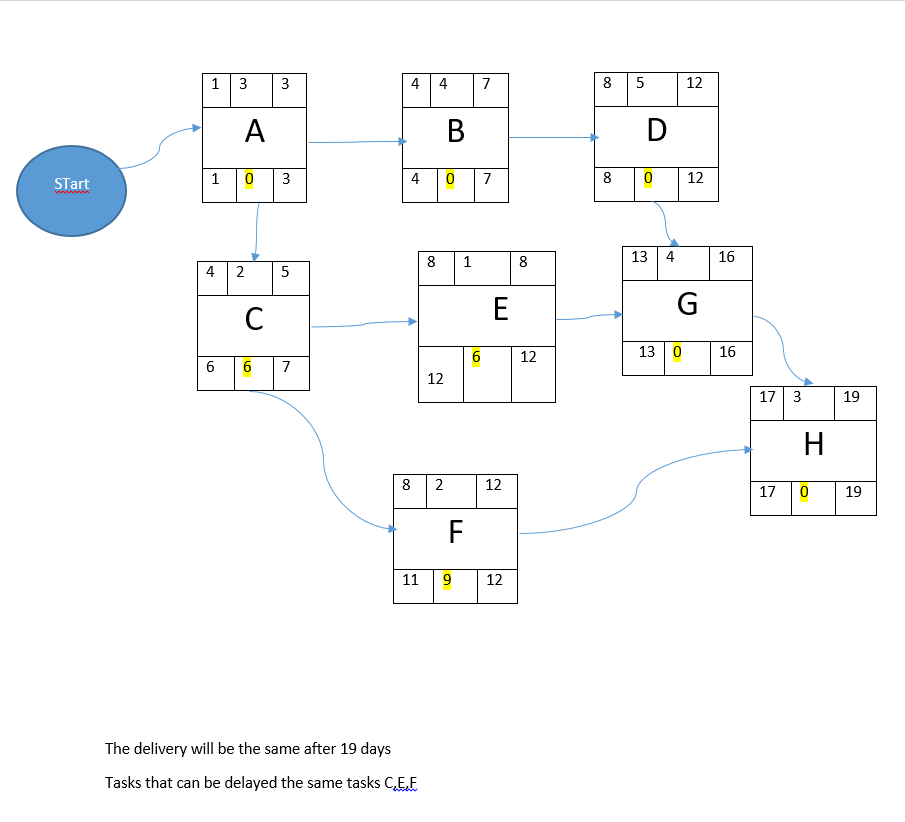 1 3 3
A
1 0 3
4 4 7
B
4 0 7
8 5 12
D
8 0 12
STart
4 2 5
C
6 6 7
8 1 8
E
12 6 12
13 4 16
G
13 0 16
17 3 19
H
17 0 19
8 2 12
F
11 9 12
The delivery will be the same after 19 days
Tasks that can be delayed the same tasks C,E,F